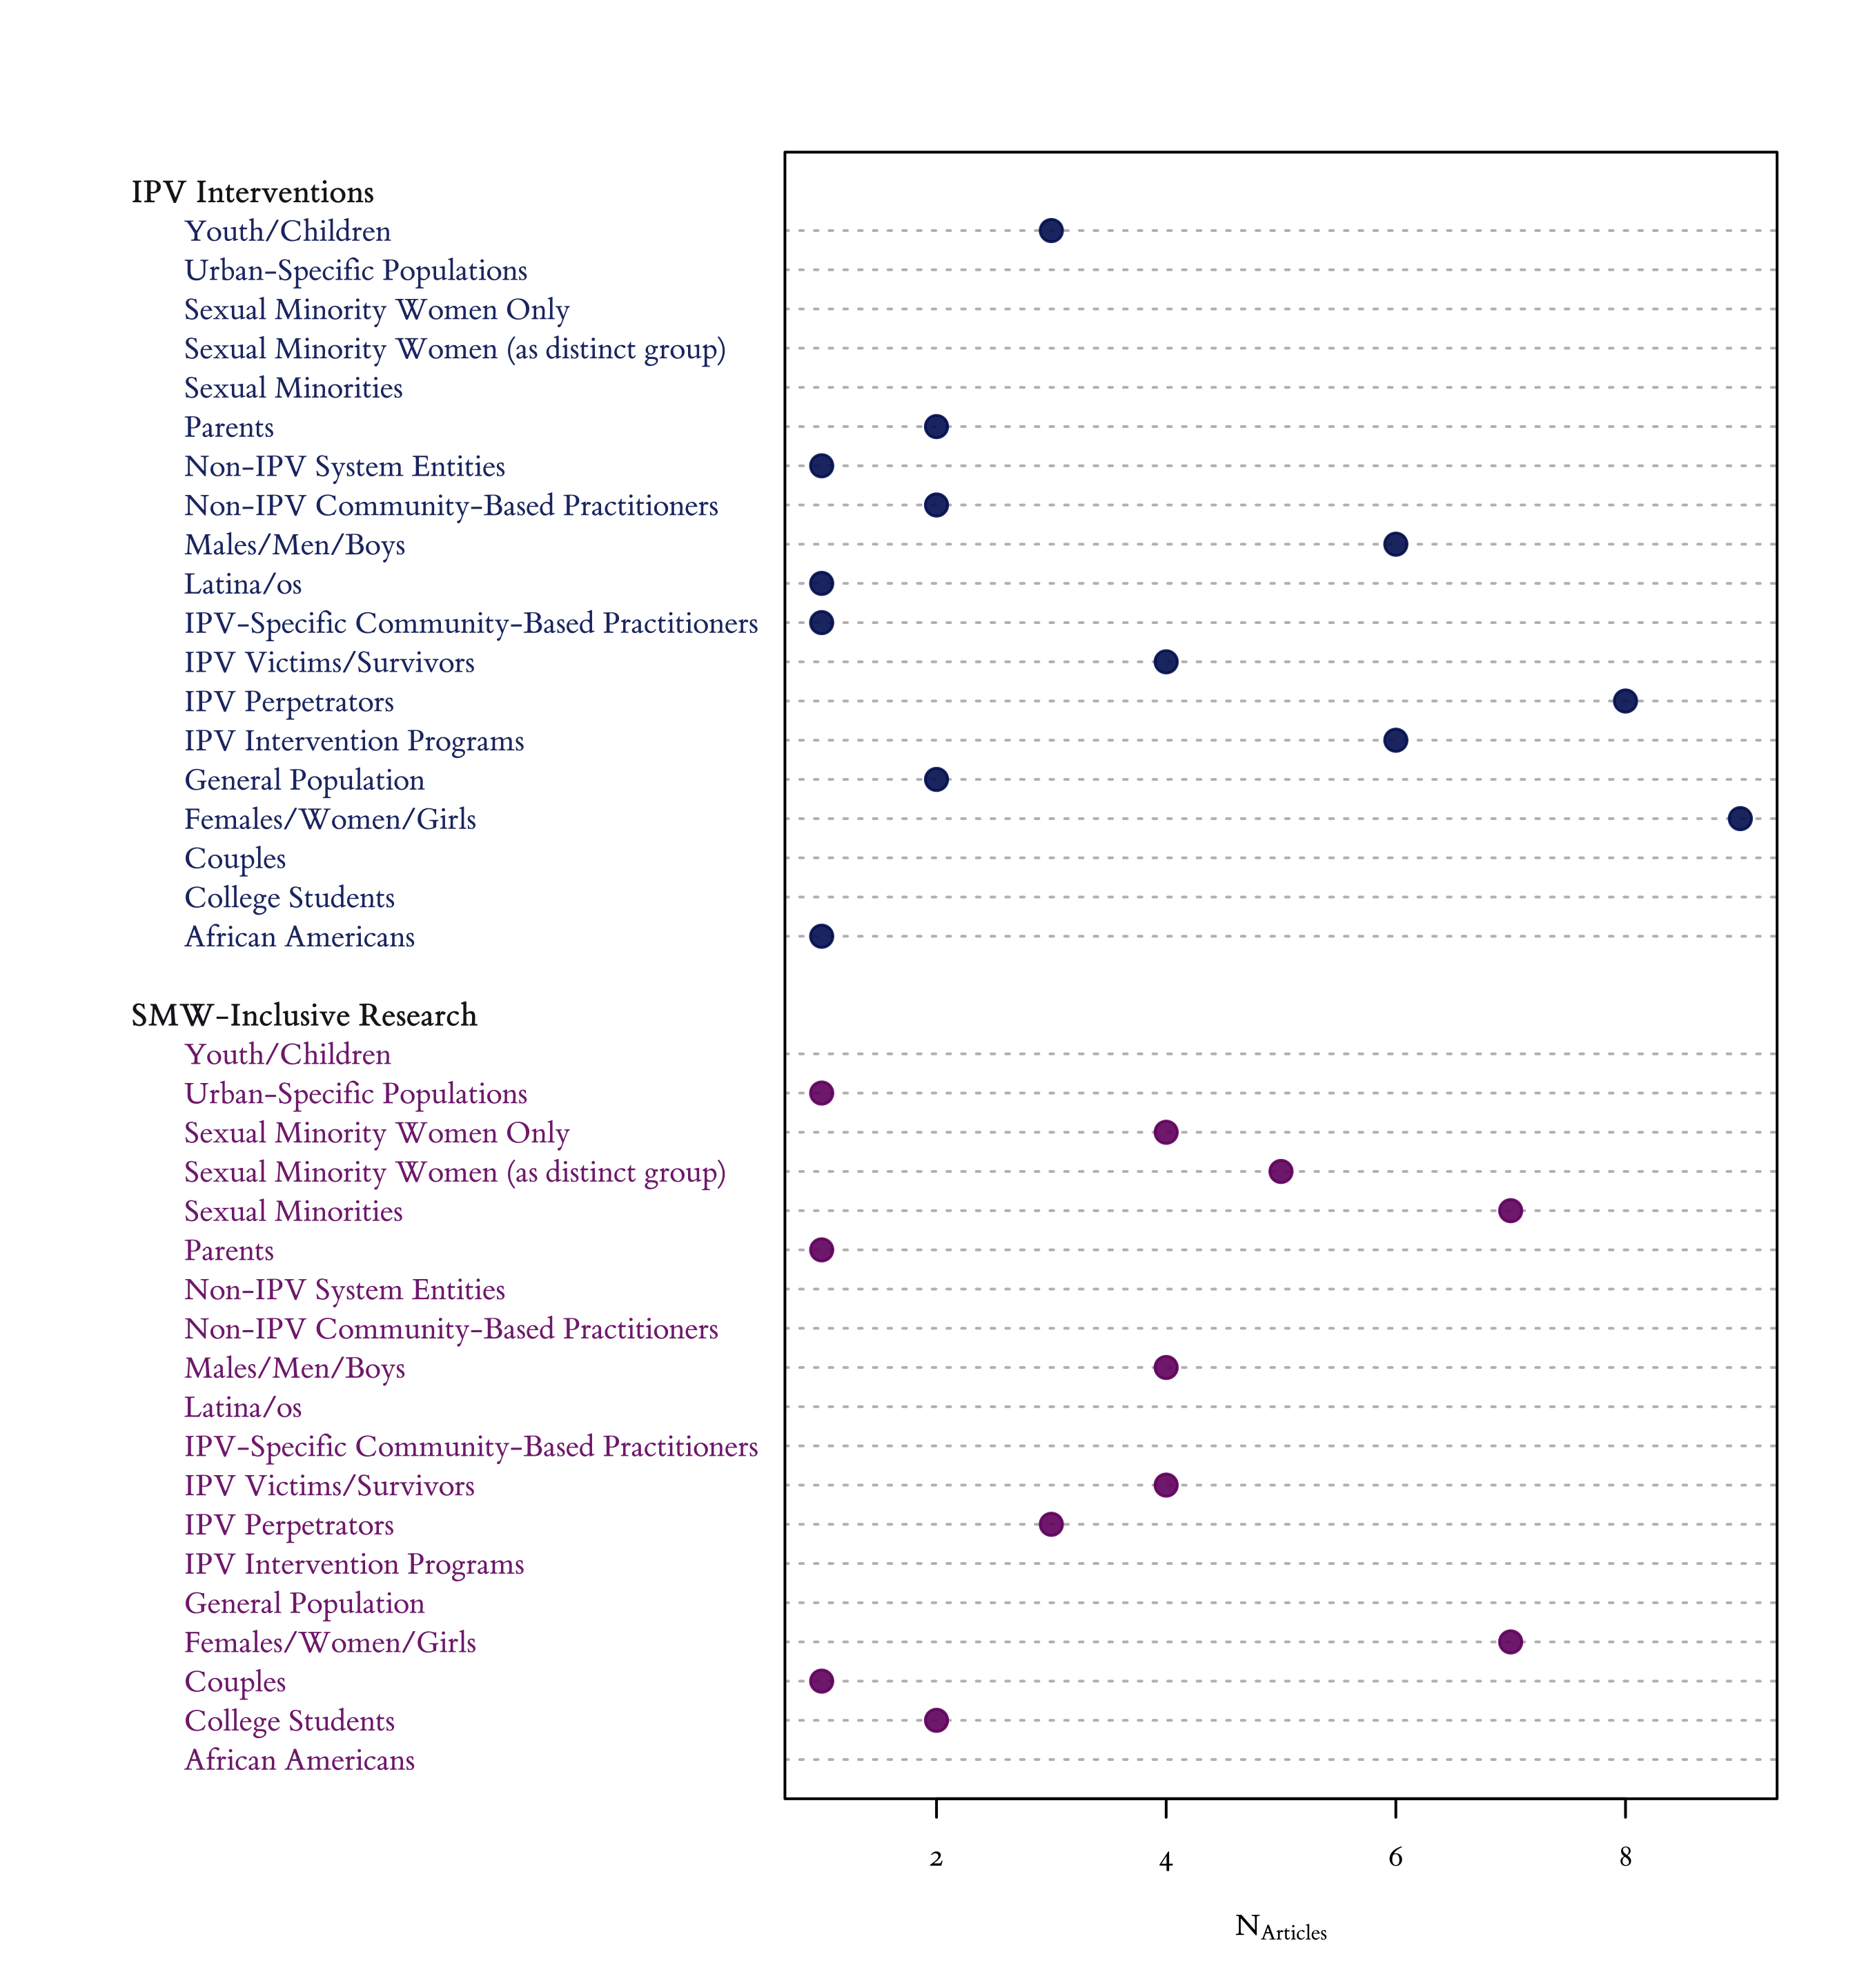 IPV Interventions
Youth/Children
Urban-Specific Populations
Sexual Minority Women Only
Sexual Minority Women (as distinct group)
Sexual Minorities
Parents
Non-IPV System Entities
Non-IPV Community-Based Practitioners
Males/Men/Boys
Latina/os
IPV-Specific Community-Based Practitioners
IPV Victims/Survivors
IPV Perpetrators
IPV Intervention Programs
General Population
Females/Women/Girls
Couples
College Students
African Americans
SMW-Inclusive Research
Youth/Children
Urban-Specific Populations
Sexual Minority Women Only
Sexual Minority Women (as distinct group)
Sexual Minorities
Parents
Non-IPV System Entities
Non-IPV Community-Based Practitioners
Males/Men/Boys
Latina/os
IPV-Specific Community-Based Practitioners
IPV Victims/Survivors
IPV Perpetrators
IPV Intervention Programs
General Population
Females/Women/Girls
Couples
College Students
African Americans
2 4 6 8
NArticles